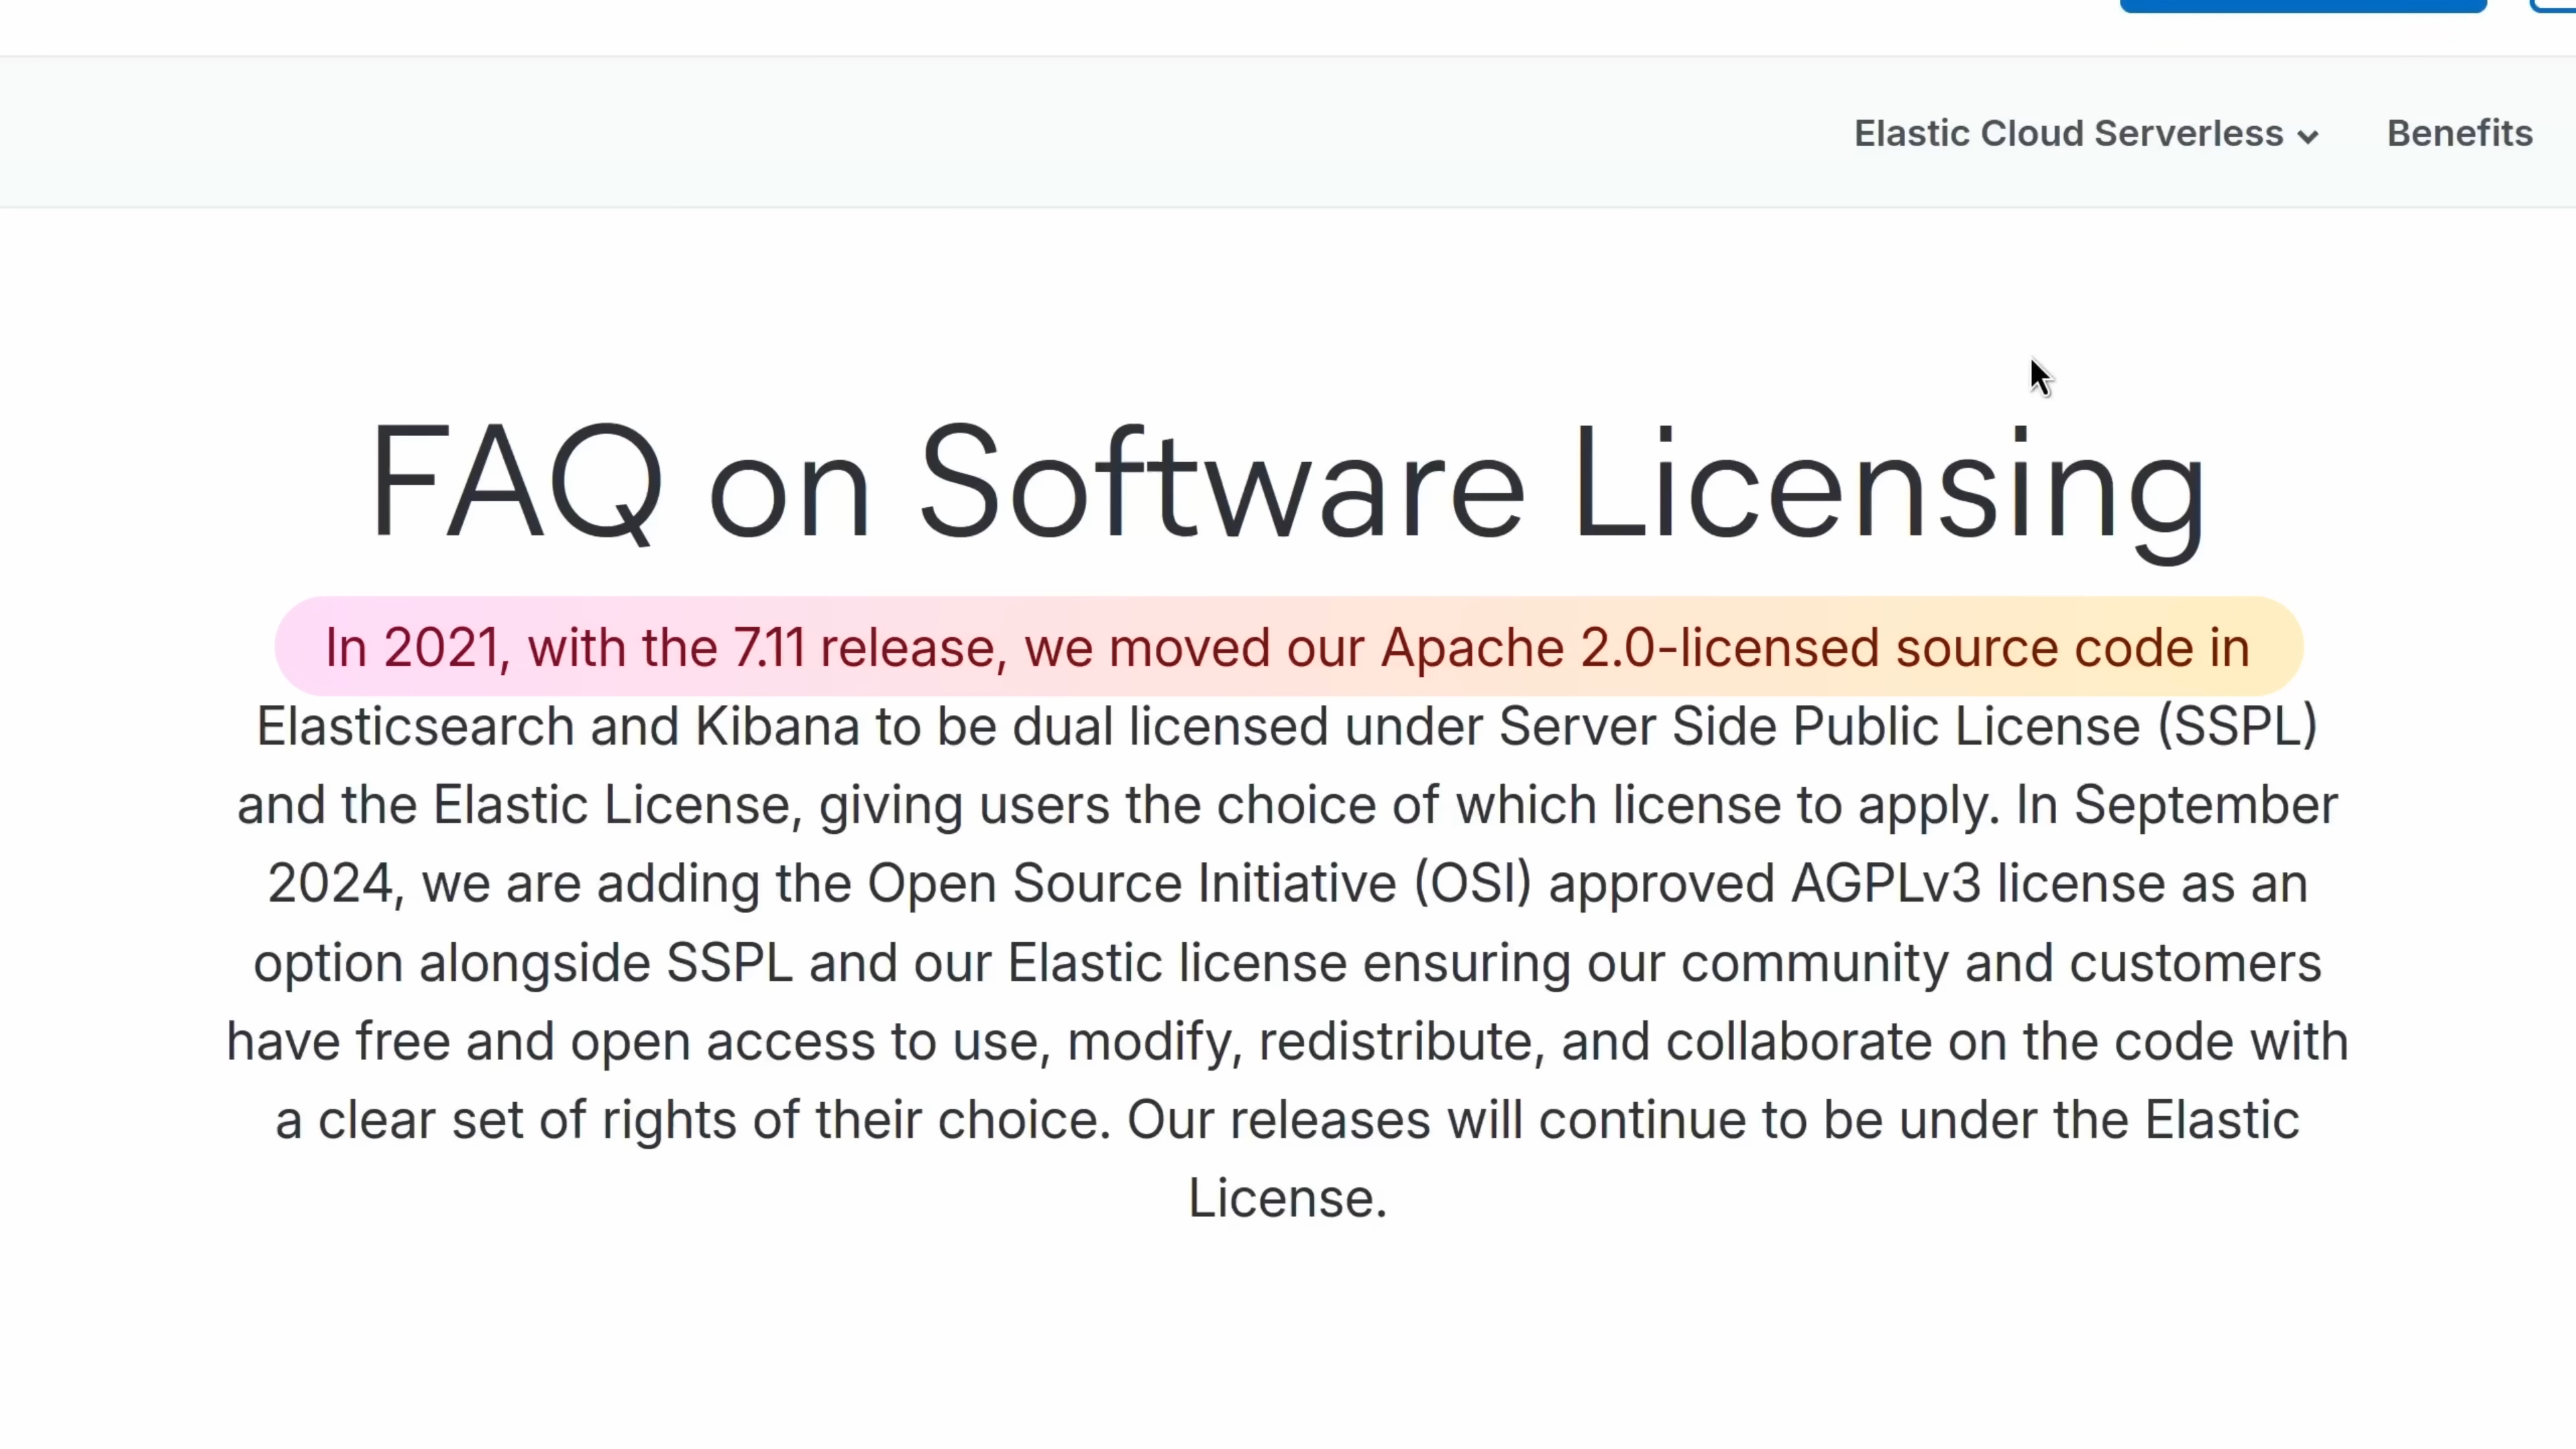 Elastic Cloud Serverless Benefits
FAQ on Software Licensing
In 2021, with the 7.11 release, we moved our Apache 2.0-licensed source code in
Elasticsearch and Kibana to be dual licensed under Server Side Public License (SSPL)
and the Elastic License, giving users the choice of which license to apply. In September
2024, we are adding the Open Source Initiative (OSI) approved AGPLv3 license as an
option alongside SSPL and our Elastic license ensuring our community and customers
have free and open access to use, modify, redistribute, and collaborate on the code with
a clear set of rights of their choice. Our releases will continue to be under the Elastic
License.